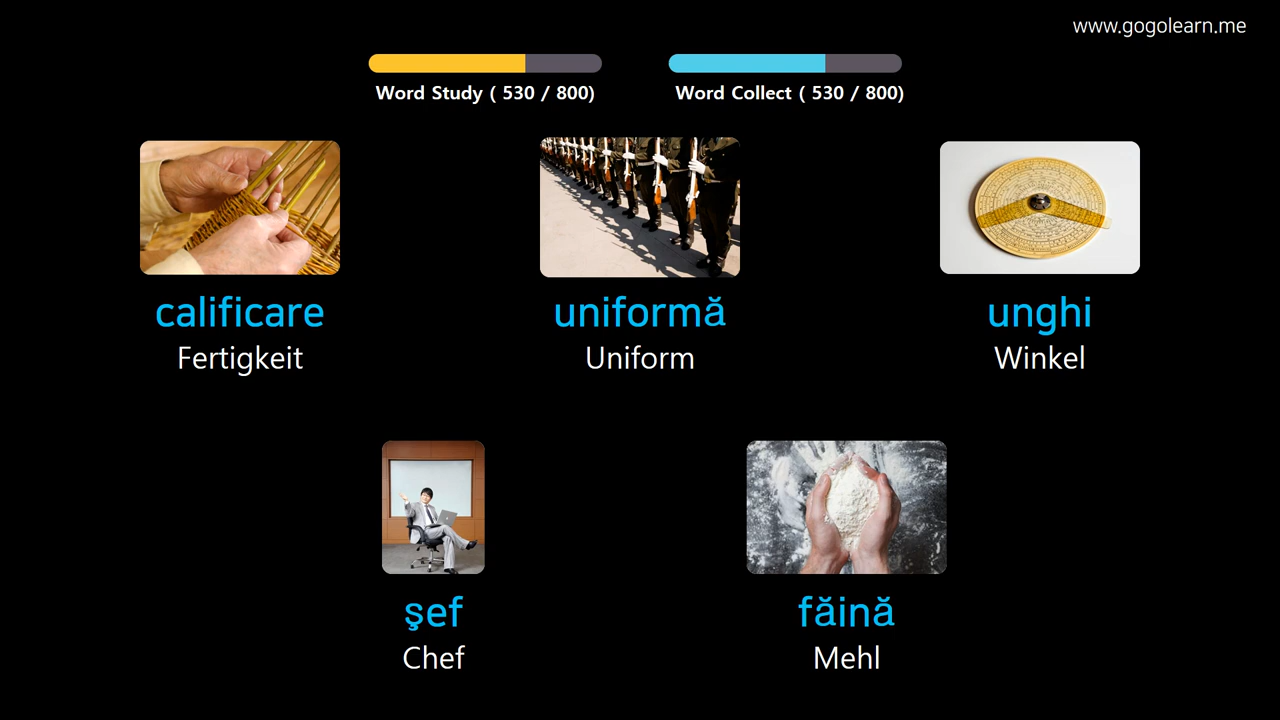 www.gogolearn.me
Word Study ( 530 / 800)
Word Collect ( 530 / 800)
calificare
Fertigkeit
uniformă
Uniform
unghi
Winkel
şef
Chef
făină
Mehl